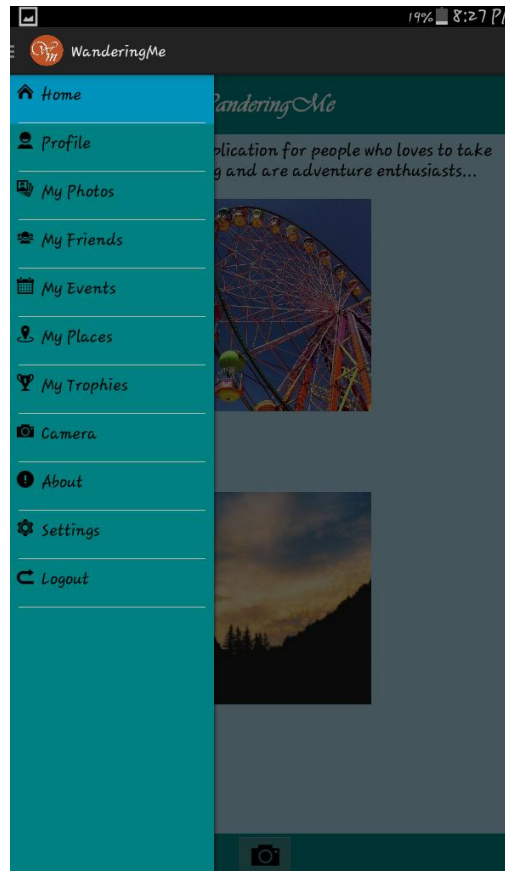 19% 8:27 P
WanderingMe
Home
WanderingMe
Profile
plication for people who loves to take
g and are adventure enthusiasts...
My Photos
My Friends
My Events
My Places
My Trophies
Camera
About
Settings
Logout